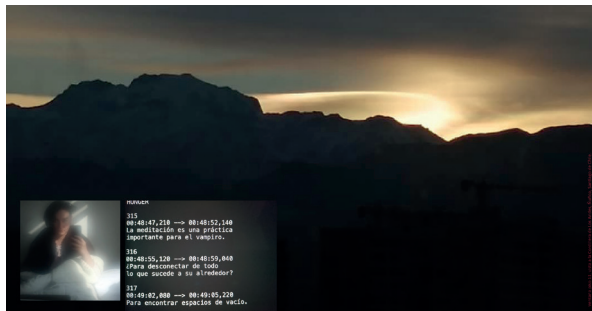 HUNGER
315
00:48:47,210 --> 00:48:52,140
La meditación es una práctica
importante para el vampiro.
316
00:48:55,120 --> 00:48:59,040
¿Para desconectar de todo
lo que sucede a su alrededor?
317
00:49:02,080 --> 00:49:05,220
Para encontrar espacios de vacío.